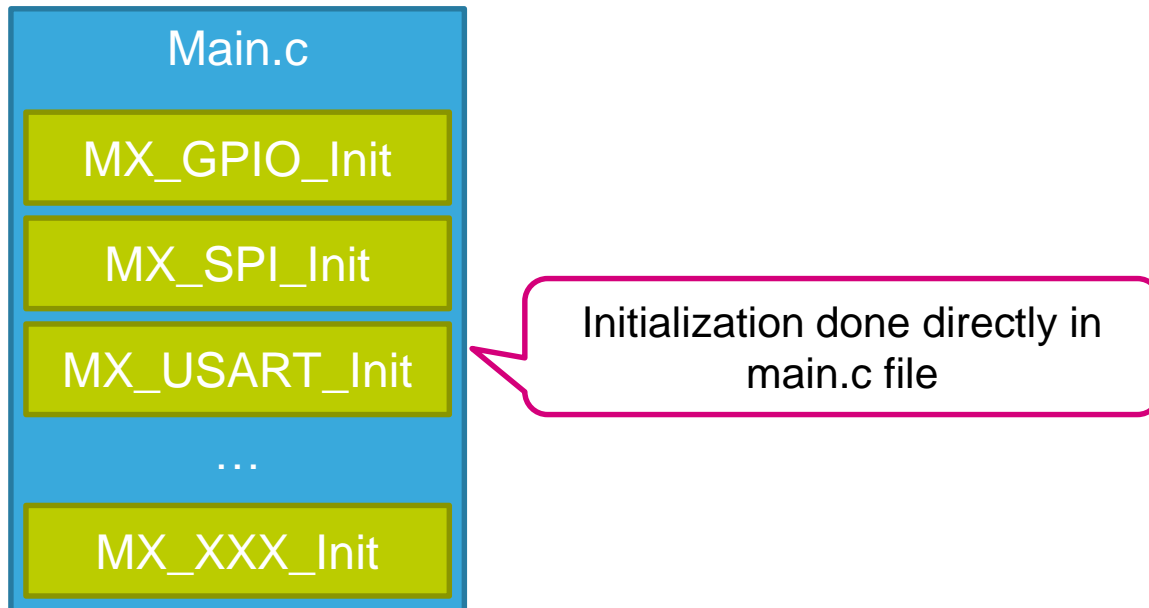 Main.c
MX_GPIO_Init
MX_SPI_Init
MX_USART_Init
…
MX_XXX_Init
Initialization done directly in
main.c file